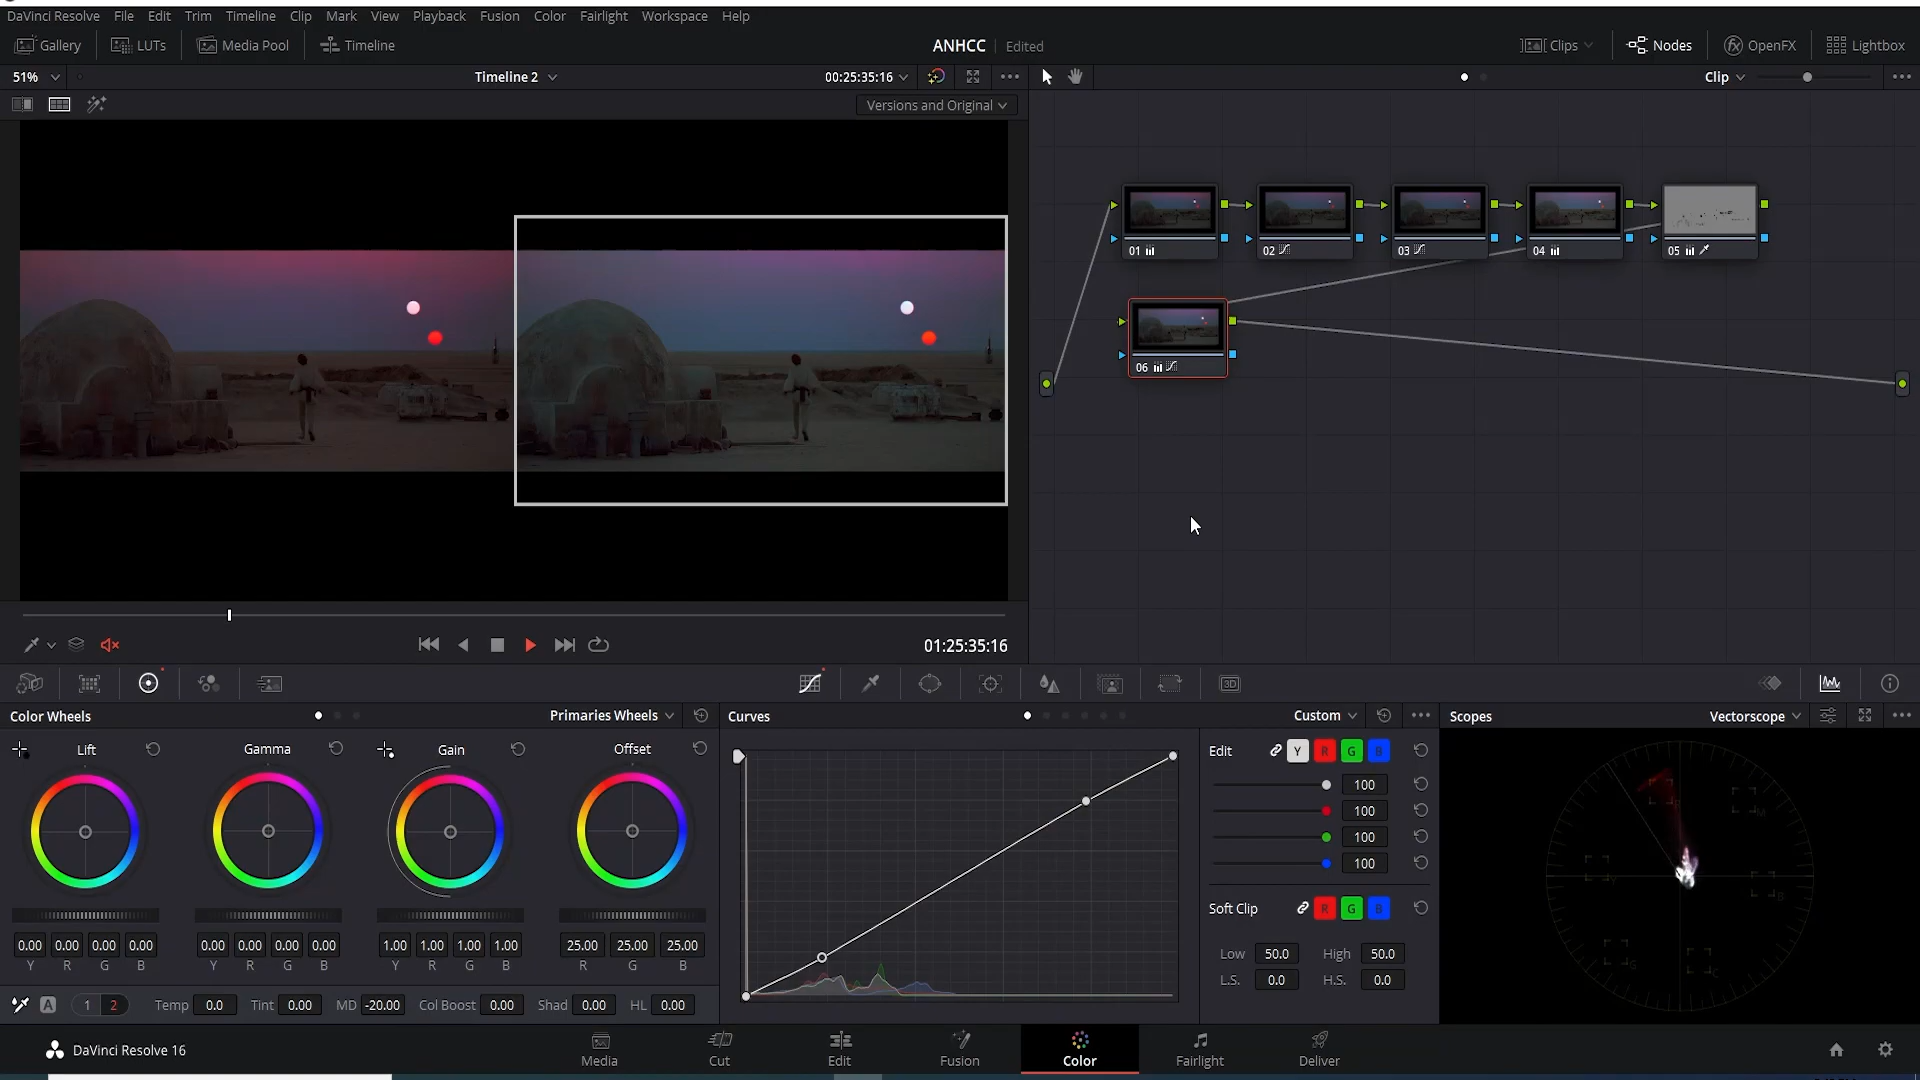 DaVinci Resolve File Edit Trim Timeline Clip Mark View Playback Fusion Color Fairlight Workspace Help
Gallery LUTs Media Pool Timeline ANHCC Edited Clips Nodes OpenFX Lightbox
51% Timeline 2 00:25:35:16 Clip
Versions and Original
01 02 03 04 05
06
01:25:35:16
3D
Color Wheels Primaries Wheels Curves Custom Scopes Vectorscope
Lift Gamma Gain Offset Edit Y R G B
100
100
100
100
Soft Clip R G B
0.00 0.00 0.00 0.00 0.00 0.00 0.00 0.00 1.00 1.00 1.00 1.00 25.00 25.00 25.00 Low 50.0 High 50.0
Y R G B Y R G B Y R G B R G B L.S. 0.0 H.S. 0.0
A 1 2 Temp 0.0 Tint 0.00 MD -20.00 Col Boost 0.00 Shad 0.00 HL 0.00
DaVinci Resolve 16 Media Cut Edit Fusion Color Fairlight Deliver